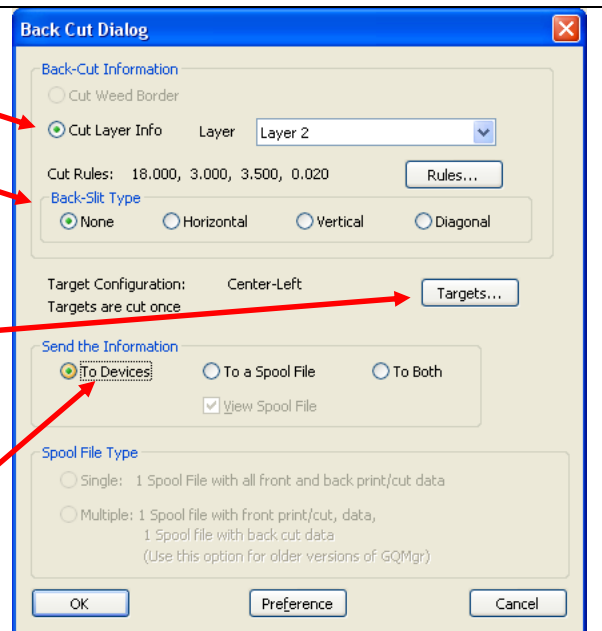 Back Cut Dialog
Back-Cut Information
Cut Weed Border
Cut Layer Info Layer Layer 2
Cut Rules: 18.000, 3.000, 3.500, 0.020 Rules...
Back-Slit Type
None Horizontal Vertical Diagonal
Target Configuration: Center-Left
Targets are cut once Targets...
Send the Information
To Devices To a Spool File To Both
View Spool File
Spool File Type
Single: 1 Spool File with all front and back print/cut data
Multiple: 1 Spool file with front print/cut, data,
1 Spool file with back cut data
(Use this option for older versions of GQMgr)
OK Preference Cancel